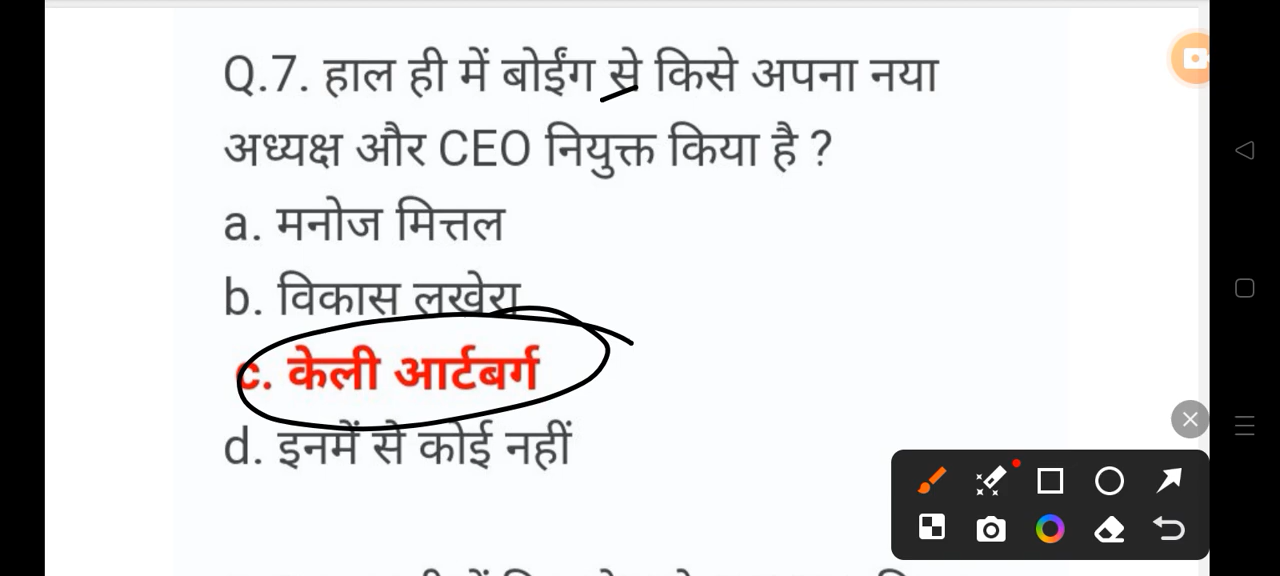 Q.7. हाल ही में बोईंग से किसे अपना नया
अध्यक्ष और CEO नियुक्त किया है ?
a. मनोज मित्तल
b. विकास लखेरा
c. केली आर्टबर्ग
d. इनमें से कोई नहीं